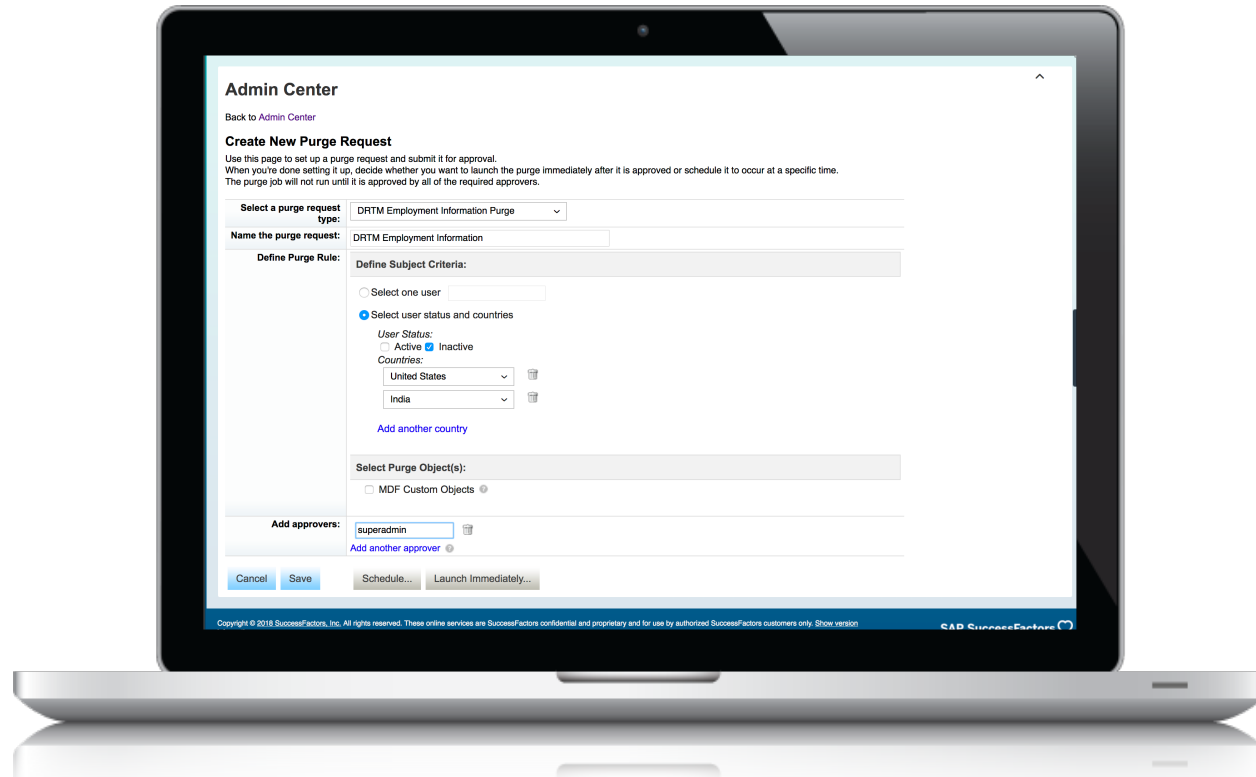 Admin Center
Back to Admin Center
Create New Purge Request
Use this page to set up a purge request and submit it for approval.
When you're done setting it up, decide whether you want to launch the purge immediately after it is approved or schedule it to occur at a specific time.
The purge job will not run until it is approved by all of the required approvers.
Select a purge request type: DRTM Employment Information Purge
Name the purge request: DRTM Employment Information
Define Purge Rule: Define Subject Criteria:
Select one user
Select user status and countries
User Status:
Active Inactive
Countries:
United States
India
Add another country
Select Purge Object(s):
MDF Custom Objects
Add approvers: superadmin
Add another approver
Cancel Save Schedule... Launch Immediately...
Copyright © 2018 SuccessFactors, Inc. All rights reserved. These online services are SuccessFactors confidential and proprietary and for use by authorized SuccessFactors customers only. Show version
SAP SuccessFactors